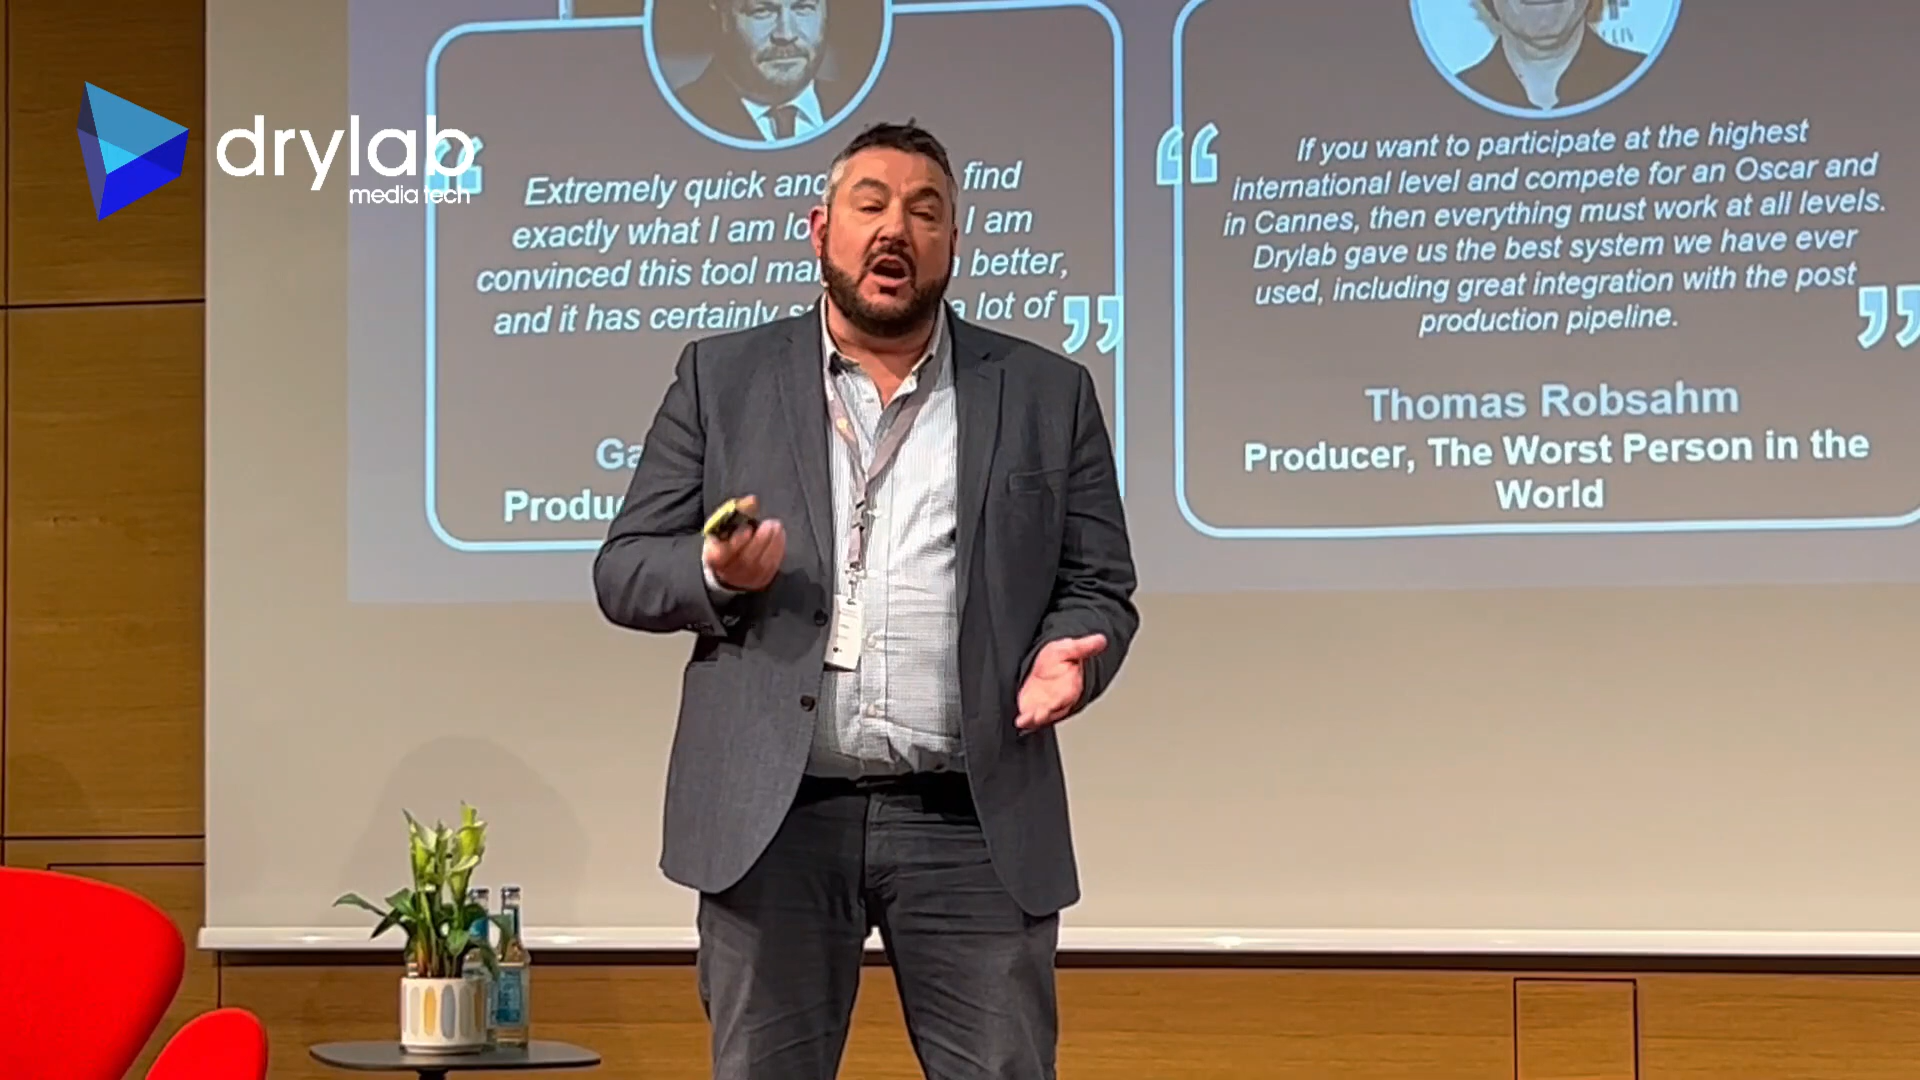 drylab
media tech
Extremely quick and find
exactly what I am lo I am
convinced this tool ma better,
and it has certainly s a lot of
Ga
Produ
If you want to participate at the highest
international level and compete for an Oscar and
in Cannes, then everything must work at all levels.
Drylab gave us the best system we have ever
used, including great integration with the post
production pipeline.
Thomas Robsahm
Producer, The Worst Person in the
World